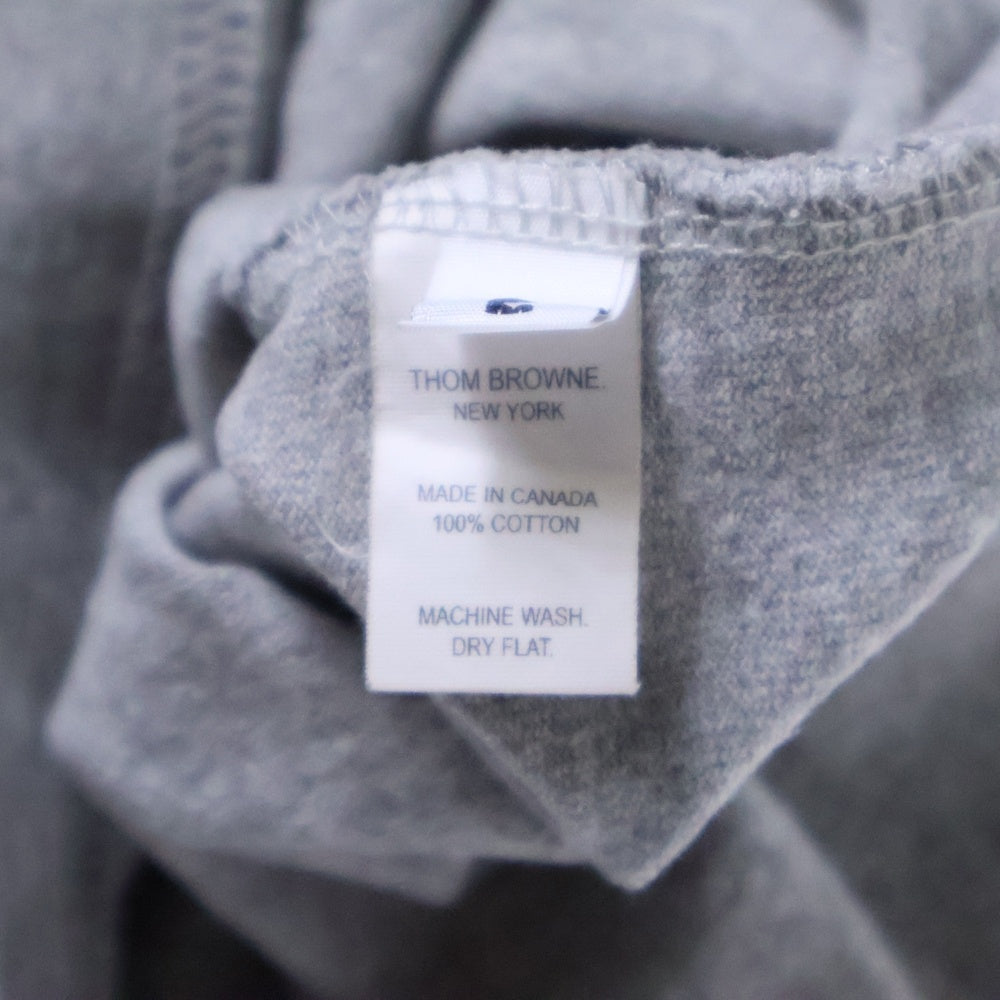 THOM BROWNE.
NEW YORK
MADE IN CANADA
100% COTTON
MACHINE WASH.
DRY FLAT.